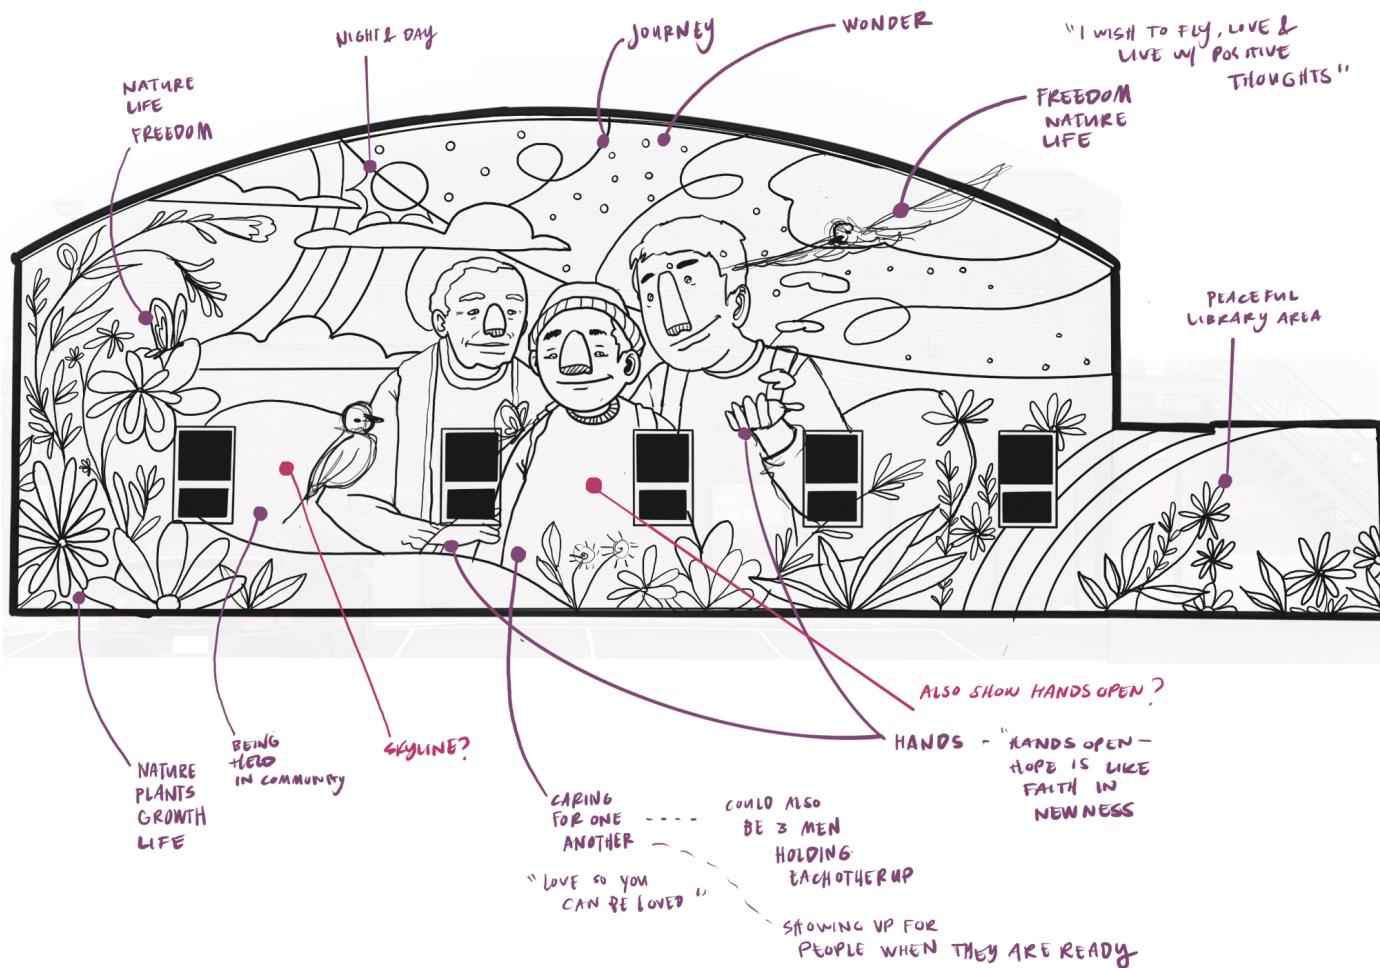 NIGHT & DAY
JOURNEY
WONDER
"I WISH TO FLY, LOVE &
LIVE W/ POSITIVE
THOUGHTS"
NATURE
LIFE
FREEDOM
FREEDOM
NATURE
LIFE
PEACEFUL
LIBRARY AREA
ALSO SHOW HANDS OPEN?
SKYLINE?
BEING
HELD
IN COMMUNITY
NATURE
PLANTS
GROWTH
LIFE
HANDS - "HANDS OPEN -
HOPE IS LIKE
FAITH IN
NEWNESS
CARING
FOR ONE
ANOTHER
COULD ALSO
BE 3 MEN
HOLDING
EACHOTHER UP
"LOVE SO YOU
CAN BE LOVED"
SHOWING UP FOR
PEOPLE WHEN THEY ARE READY